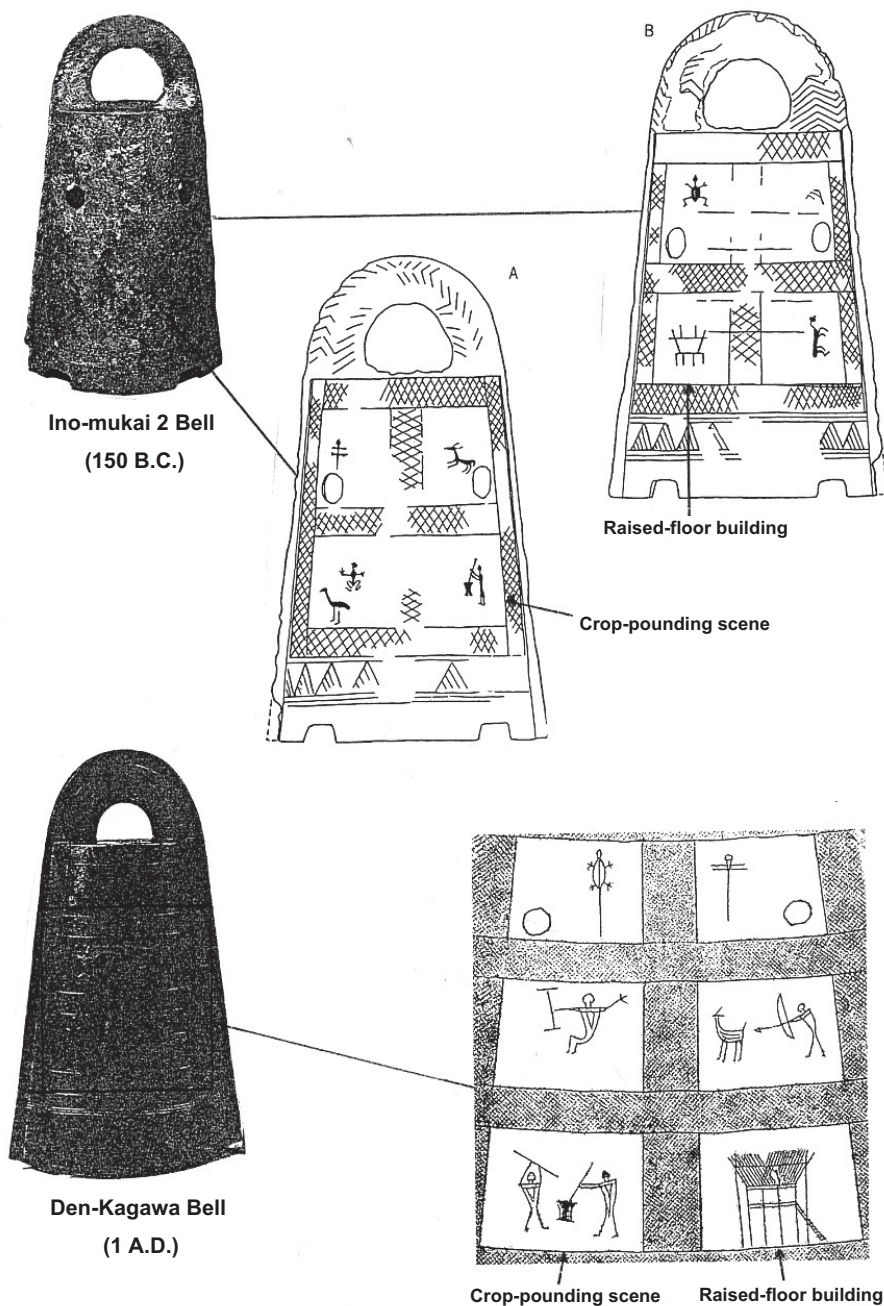 B
A
Ino-mukai 2 Bell
(150 B.C.)
Raised-floor building
Crop-pounding scene
Den-Kagawa Bell
(1 A.D.)
Crop-pounding scene
Raised-floor building